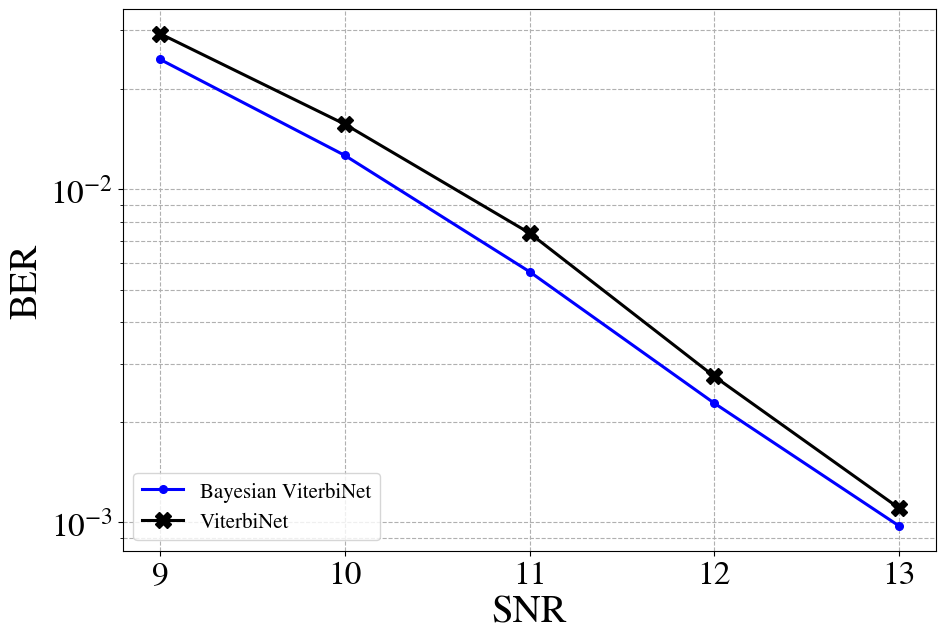 BER
10⁻²
10⁻³
Bayesian ViterbiNet
ViterbiNet
9 10 11 12 13
SNR